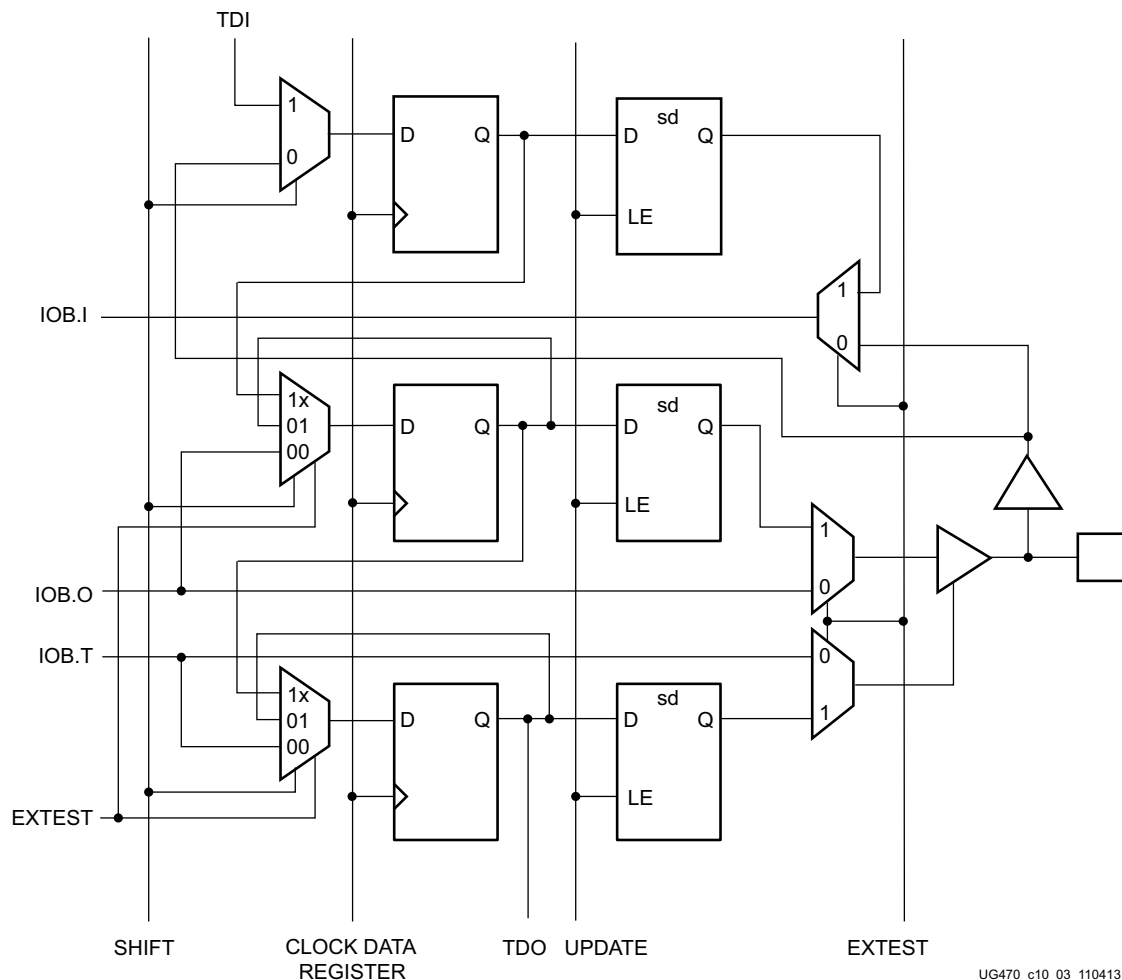 TDI
1
0
D
Q
sd
D
Q
LE
1
0
IOB.I
1x
01
00
D
Q
sd
D
Q
LE
1
0
IOB.O
IOB.T
0
1
1x
01
00
D
Q
sd
D
Q
LE
EXTEST
SHIFT
CLOCK DATA
REGISTER
TDO
UPDATE
EXTEST
UG470_c10_03_110413